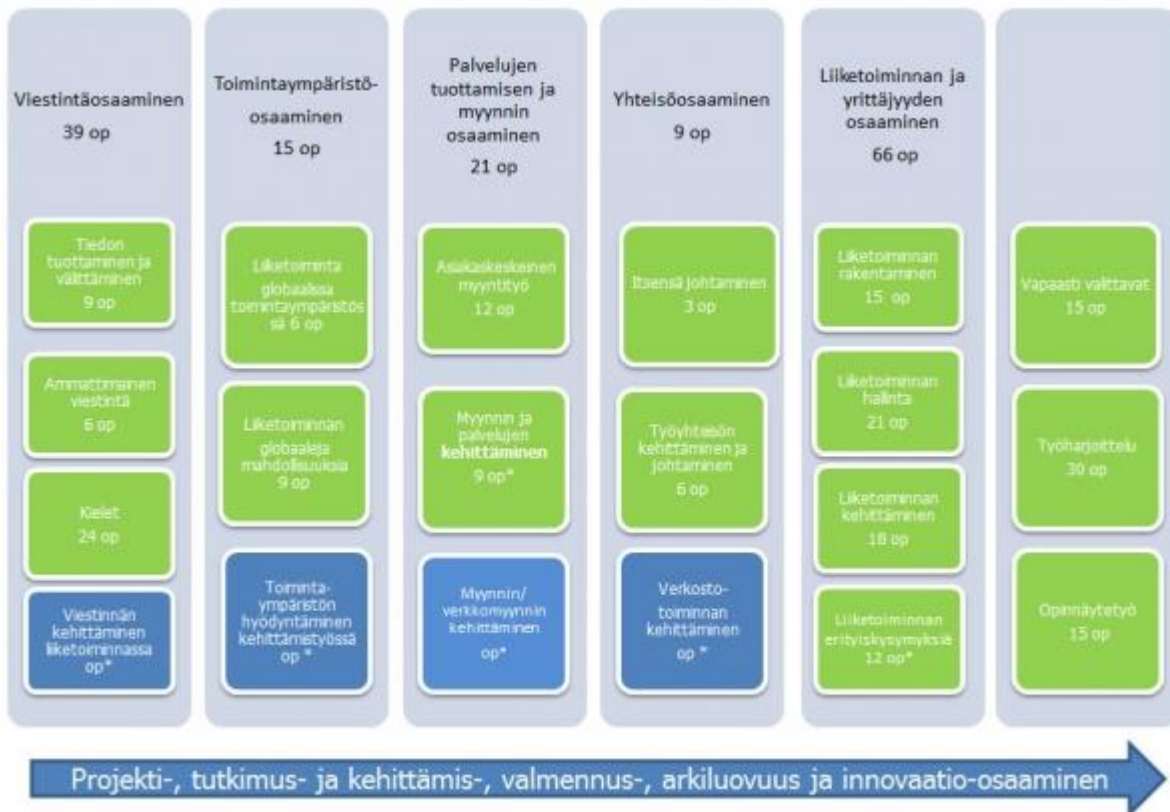 Viestintäosaaminen
39 op
Tiedon
tuottaminen ja
välittäminen
9 op
Ammattimainen
viestintä
6 op
Kielet
24 op
Viestinnän
kehittäminen
liiketoiminnassa
op*
Toimintaympäristö-
osaaminen
15 op
Liiketoiminta
globaalissa
toimintaympäristös
sä 6 op
Liiketoiminnan
globaaleja
mahdollisuuksia
9 op
Toiminta-
ympäristön
hyödyntäminen
kehittämistyössä
op *
Palvelujen
tuottamisen ja
myynnin
osaaminen
21 op
Asiakaskeskeinen
myyntityö
12 op
Myynnin ja
palvelujen
kehittäminen
9 op*
Myynnin/
verkkomyynnin
kehittäminen
op*
Yhteisöosaaminen
9 op
Itsensä johtaminen
3 op
Työyhteisön
kehittäminen ja
johtaminen
6 op
Verkosto-
toiminnan
kehittäminen
op *
Liiketoiminnan ja
yrittäjyyden
osaaminen
66 op
Liiketoiminnan
rakentaminen
15 op
Liiketoiminnan
hallinta
21 op
Liiketoiminnan
kehittäminen
18 op
Liiketoiminnan
erityiskysymyksiä
12 op*
Vapaasti valittavat
15 op
Työharjoittelu
30 op
Opinnäytetyö
15 op
Projekti-, tutkimus- ja kehittämis-, valmennus-, arkiluovuus ja innovaatio-osaaminen